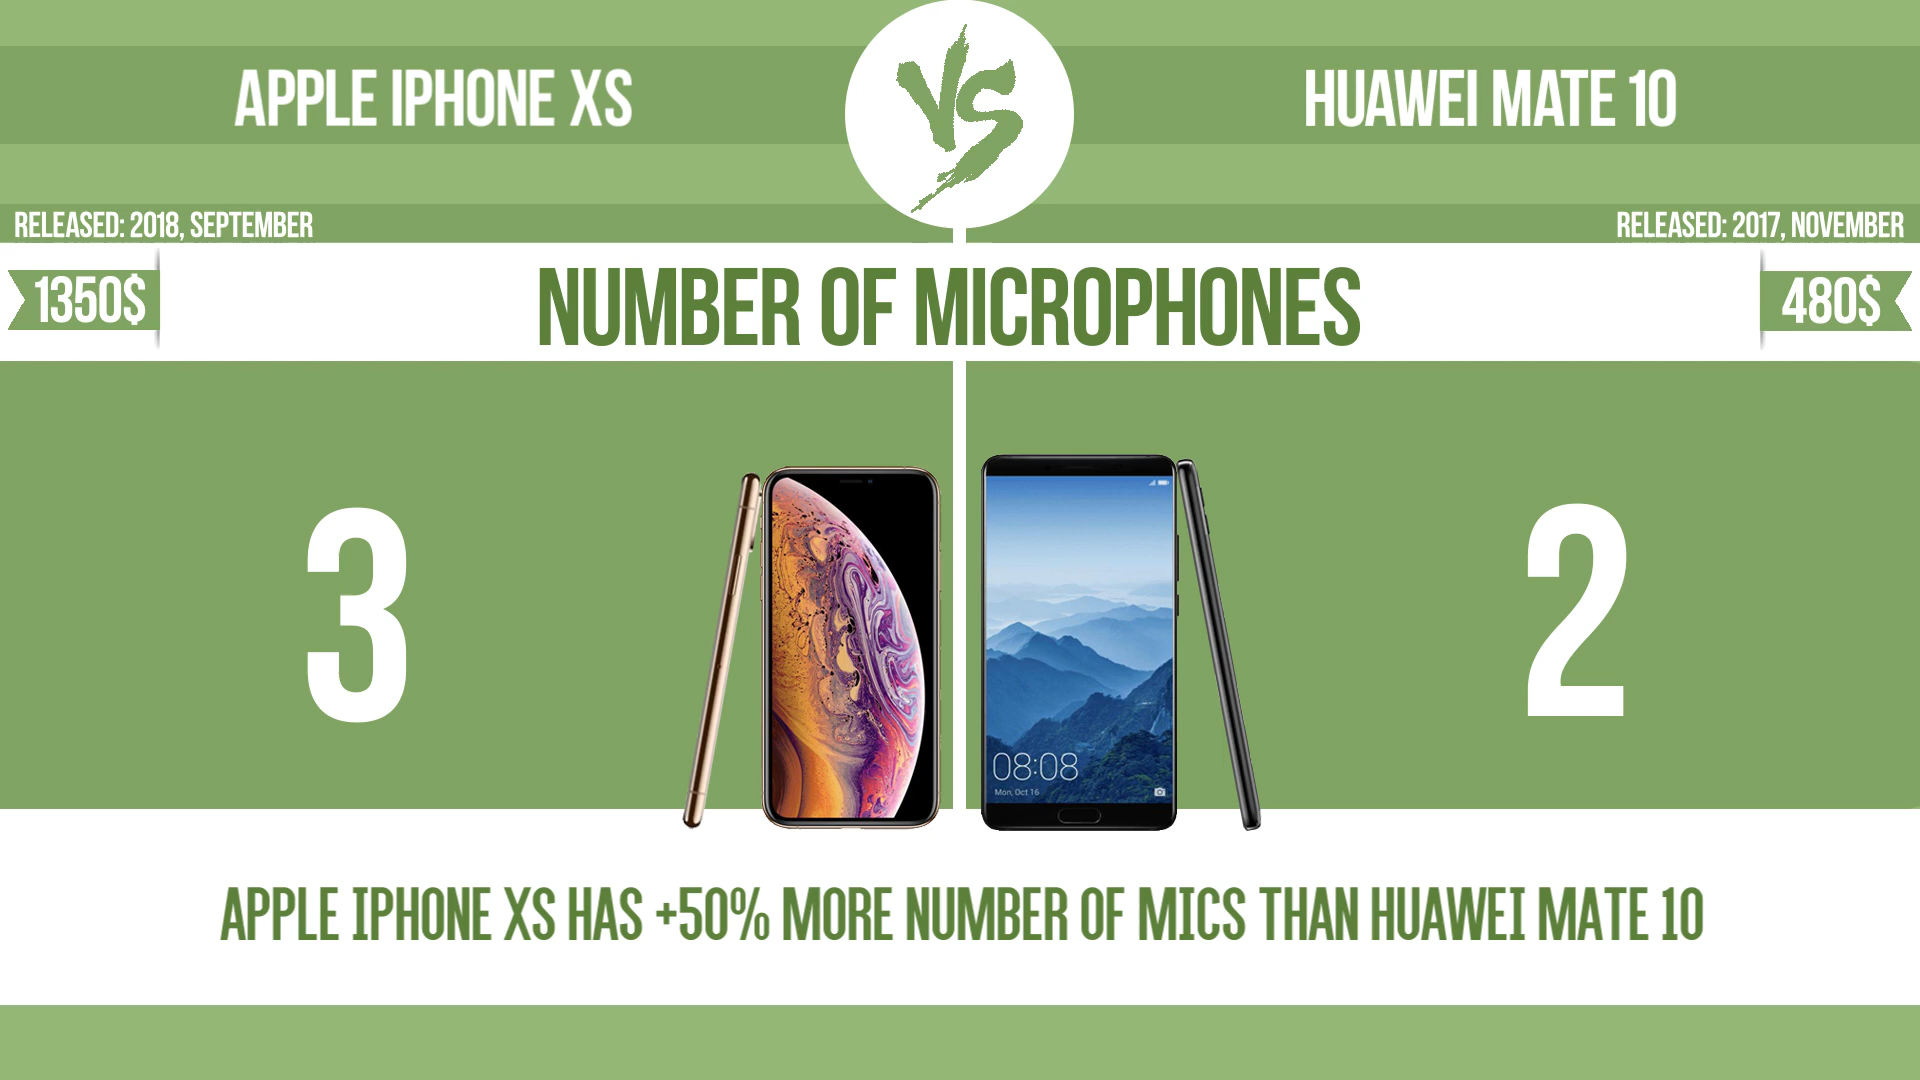 APPLE IPHONE XS
VS
HUAWEI MATE 10
RELEASED: 2018, SEPTEMBER
RELEASED: 2017, NOVEMBER
1350$
NUMBER OF MICROPHONES
480$
3
2
08:08
Mon, Oct 16
APPLE IPHONE XS HAS +50% MORE NUMBER OF MICS THAN HUAWEI MATE 10